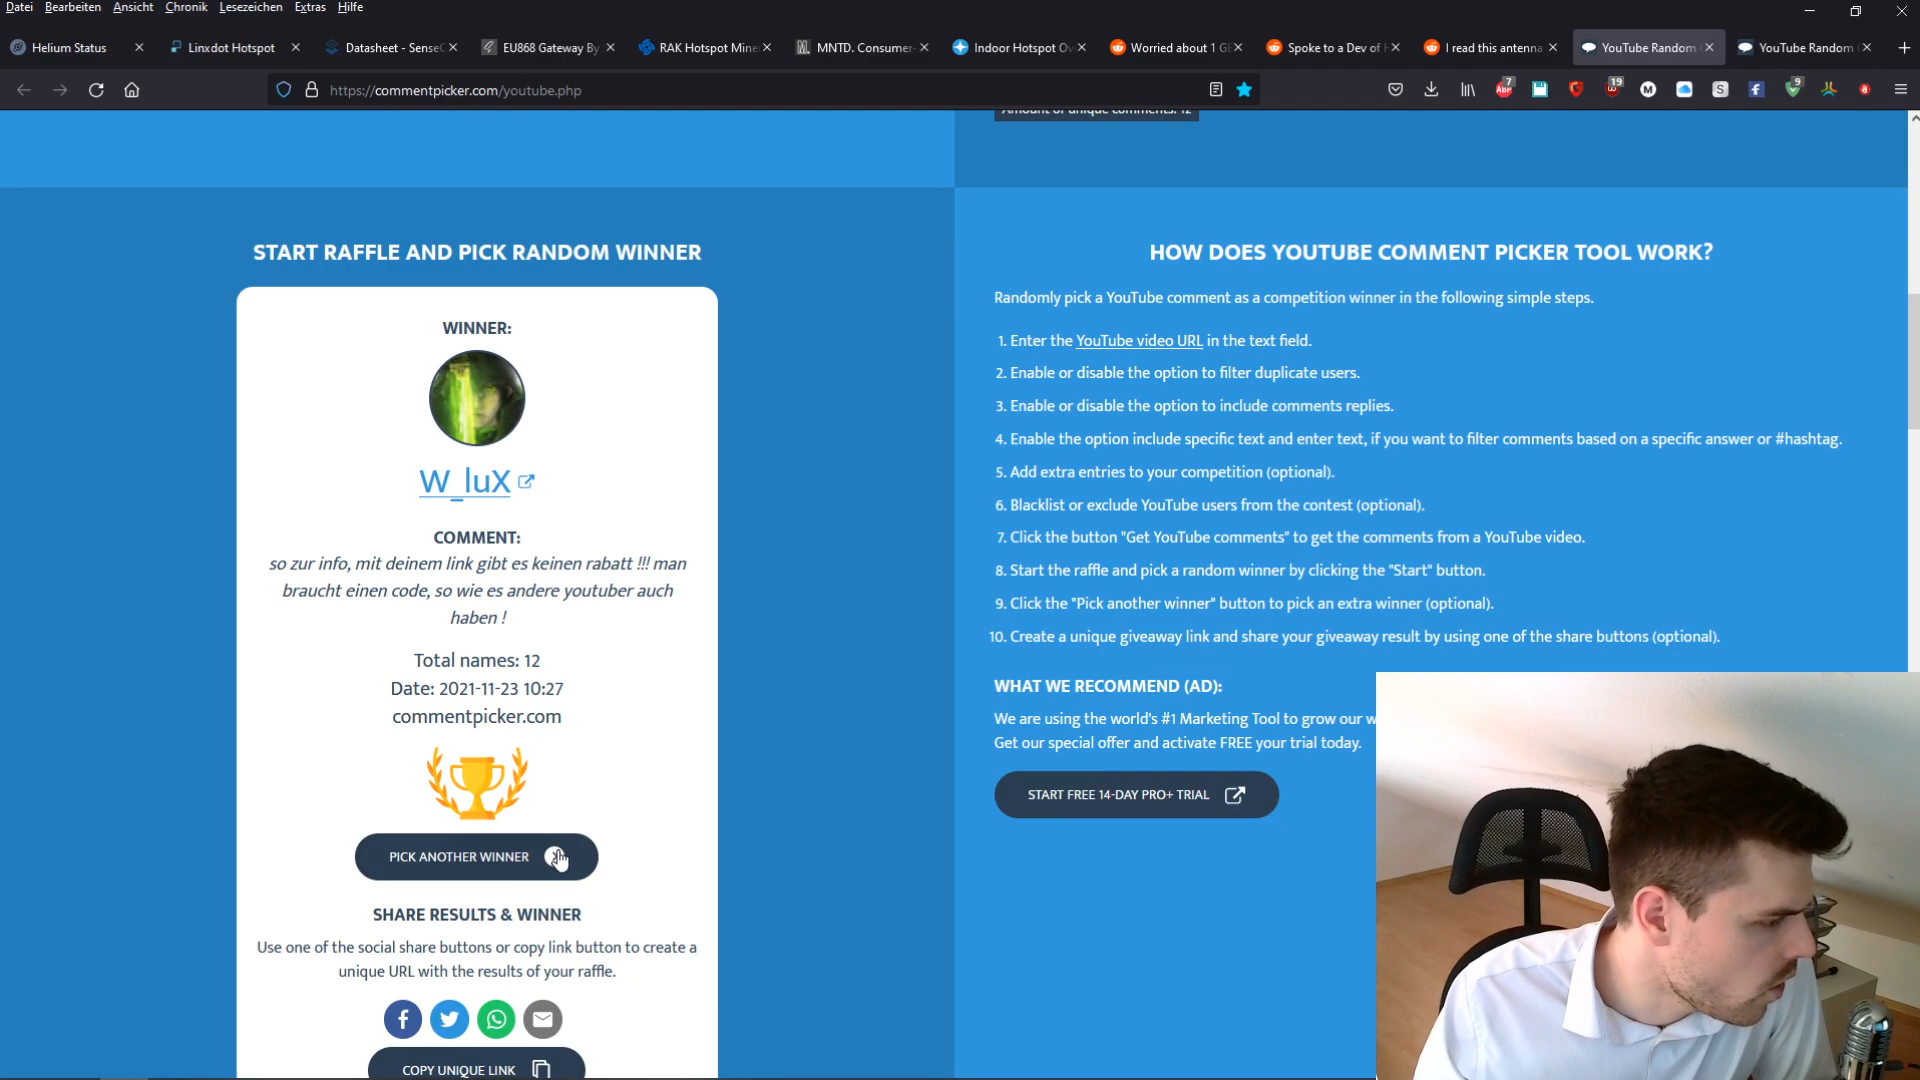 Datei Bearbeiten Ansicht Chronik Lesezeichen Extras Hilfe
Helium Status
Linxdot Hotspot
Datasheet - SenseC
EU868 Gateway By
RAK Hotspot Mine
MNTD. Consumer-
Indoor Hotspot Ov
Worried about 1 GB
Spoke to a Dev of H
I read this antenna
YouTube Random C
YouTube Random C
https://commentpicker.com/youtube.php
7
19
9
Amount of unique comments: 12
START RAFFLE AND PICK RANDOM WINNER
WINNER:
W_luX
COMMENT:
so zur info, mit deinem link gibt es keinen rabatt !!! man
braucht einen code, so wie es andere youtuber auch
haben !
Total names: 12
Date: 2021-11-23 10:27
commentpicker.com
PICK ANOTHER WINNER
SHARE RESULTS & WINNER
Use one of the social share buttons or copy link button to create a
unique URL with the results of your raffle.
COPY UNIQUE LINK
HOW DOES YOUTUBE COMMENT PICKER TOOL WORK?
Randomly pick a YouTube comment as a competition winner in the following simple steps.
1. Enter the YouTube video URL in the text field.
2. Enable or disable the option to filter duplicate users.
3. Enable or disable the option to include comments replies.
4. Enable the option include specific text and enter text, if you want to filter comments based on a specific answer or #hashtag.
5. Add extra entries to your competition (optional).
6. Blacklist or exclude YouTube users from the contest (optional).
7. Click the button "Get YouTube comments" to get the comments from a YouTube video.
8. Start the raffle and pick a random winner by clicking the "Start" button.
9. Click the "Pick another winner" button to pick an extra winner (optional).
10. Create a unique giveaway link and share your giveaway result by using one of the share buttons (optional).
WHAT WE RECOMMEND (AD):
We are using the world's #1 Marketing Tool to grow our w
Get our special offer and activate FREE your trial today.
START FREE 14-DAY PRO+ TRIAL